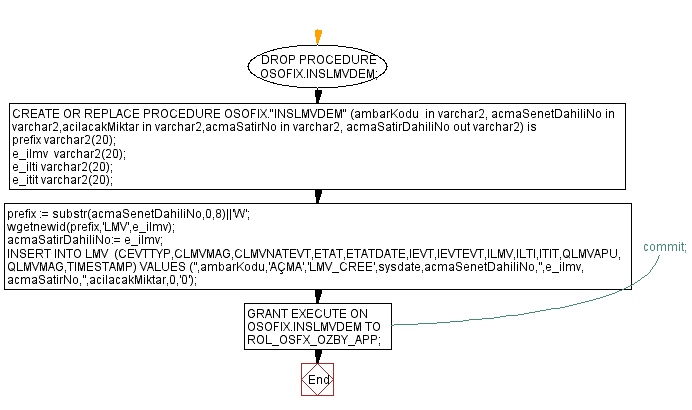 DROP PROCEDURE
OSOFIX.INSLMVDEM;
CREATE OR REPLACE PROCEDURE OSOFIX."INSLMVDEM" (ambarKodu in varchar2, acmaSenetDahiliNo in
varchar2,acilacakMiktar in varchar2,acmaSatirNo in varchar2, acmaSatirDahiliNo out varchar2) is
prefix varchar2(20);
e_ilmv varchar2(20);
e_ilti varchar2(20);
e_itit varchar2(20);
prefix := substr(acmaSenetDahiliNo,0,8)||'W';
wgetnewid(prefix,'LMV',e_ilmv);
acmaSatirDahiliNo:= e_ilmv;
INSERT INTO LMV (CEVTTYP,CLMVMAG,CLMVNATEVT,ETAT,ETATDATE,IEVT,IEVTEVT,ILMV,ILTI,ITIT,QLMVAPU,
QLMVMAG,TIMESTAMP) VALUES ('',ambarKodu,'AÇMA','LMV_CREE',sysdate,acmaSenetDahiliNo,'',e_ilmv,
acmaSatirNo,'',acilacakMiktar,0,'0');
commit;
GRANT EXECUTE ON
OSOFIX.INSLMVDEM TO
ROL_OSFX_OZBY_APP;
End